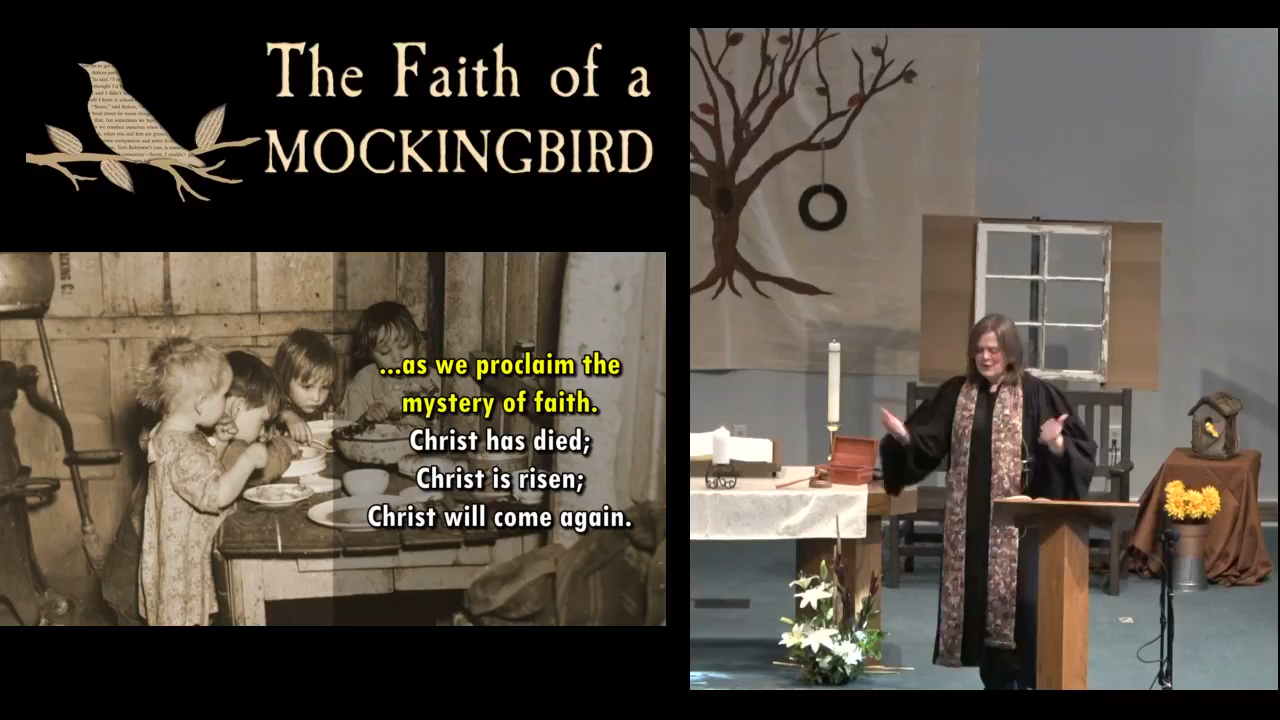 The Faith of a
MOCKINGBIRD
...as we proclaim the
mystery of faith.
Christ has died;
Christ is risen;
Christ will come again.